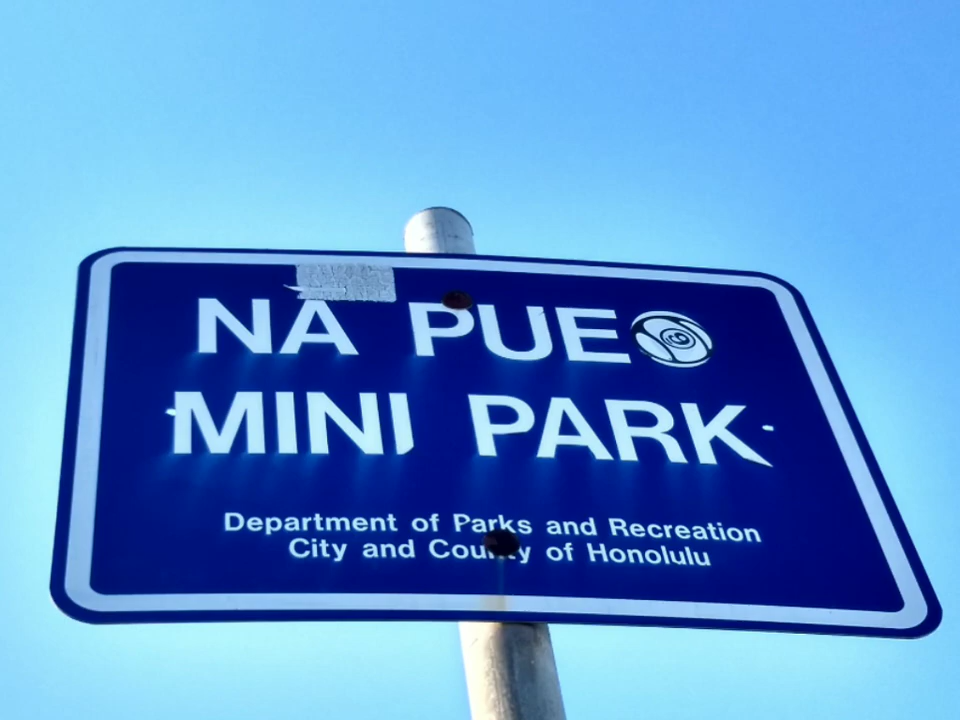 NA PUEO
MINI PARK
Department of Parks and Recreation
City and County of Honolulu